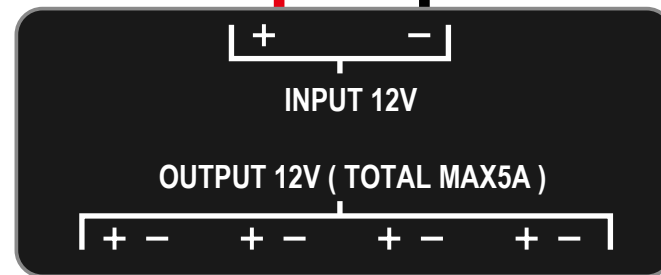 + −
INPUT 12V
OUTPUT 12V ( TOTAL MAX5A )
+ − + − + − + −